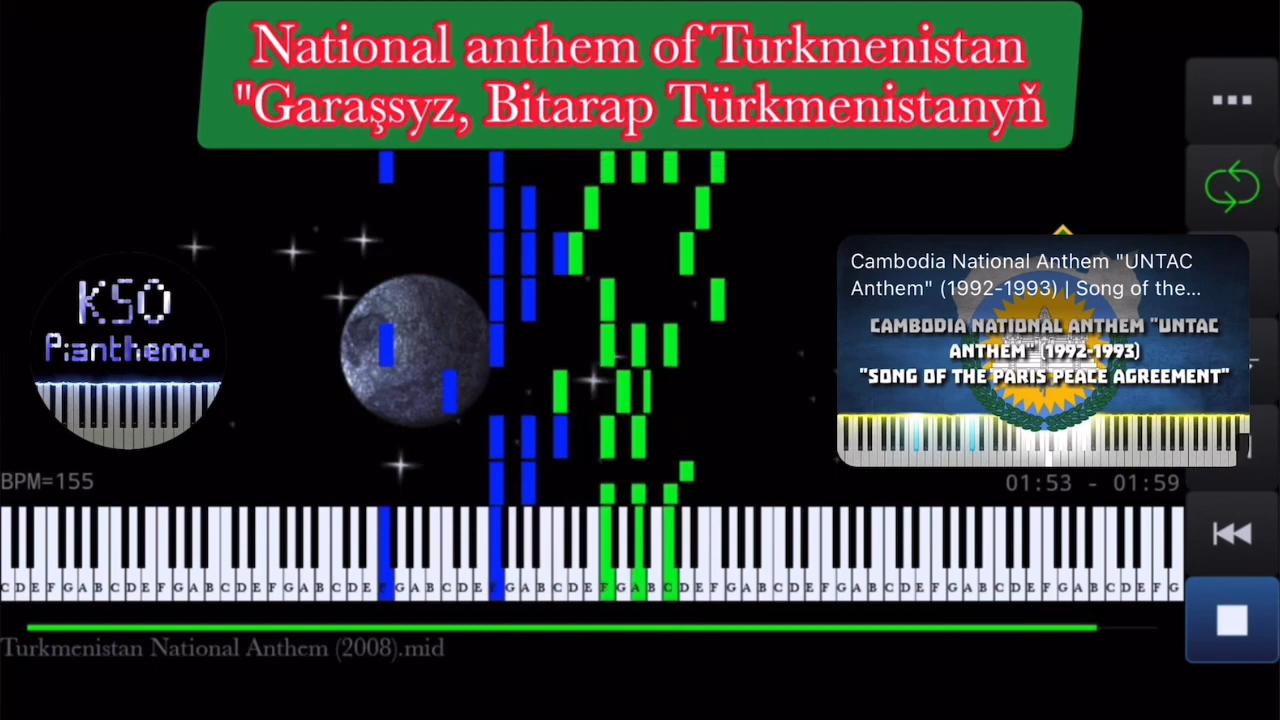 National anthem of Turkmenistan
"Garaşsyz, Bitarap Türkmenistanyň
KSO
Pianthemo
Cambodia National Anthem "UNTAC
Anthem" (1992-1993) | Song of the...
CAMBODIA NATIONAL ANTHEM "UNTAC
ANTHEM" (1992-1993)
"SONG OF THE PARIS PEACE AGREEMENT"
BPM=155
01:53 - 01:59
C D E F G A B C D E F G A B C D E F G A B C D E F G A B C D E F G A B C D E F G A B C D E F G A B C D E F G A B C D E F G A B C D E F G A B C D E F G
Turkmenistan National Anthem (2008).mid